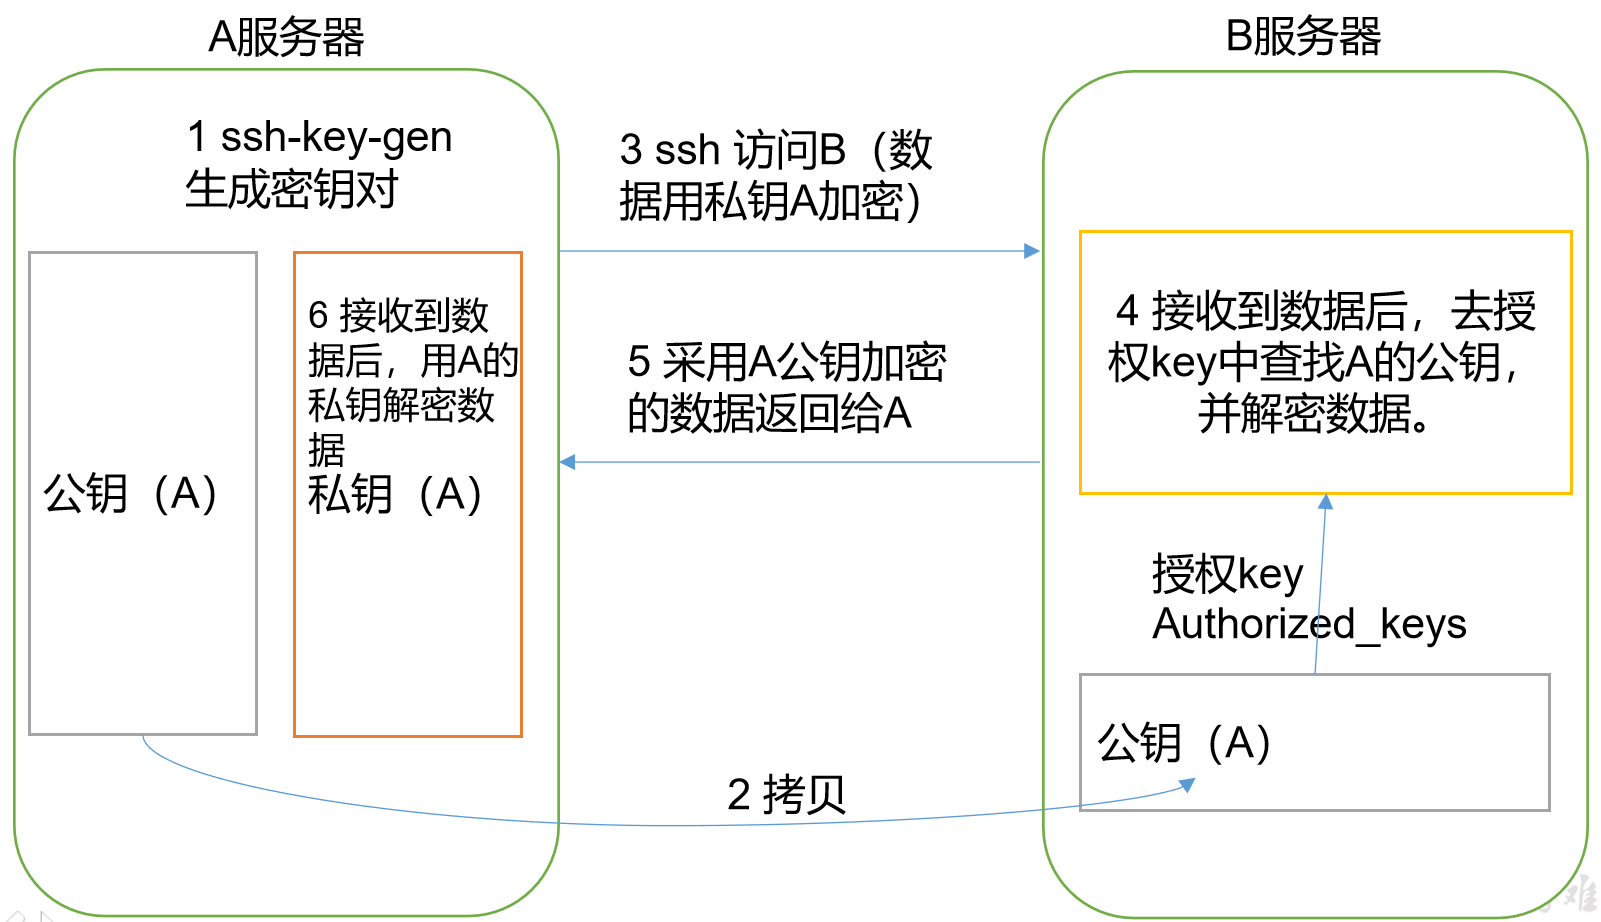 A服务器
B服务器
1 ssh-key-gen
生成密钥对
3 ssh 访问B（数
据用私钥A加密）
6 接收到数
据后，用A的
私钥解密数
据
公钥（A）
私钥（A）
5 采用A公钥加密
的数据返回给A
4 接收到数据后，去授
权key中查找A的公钥，
并解密数据。
授权key
Authorized_keys
公钥（A）
2 拷贝
难